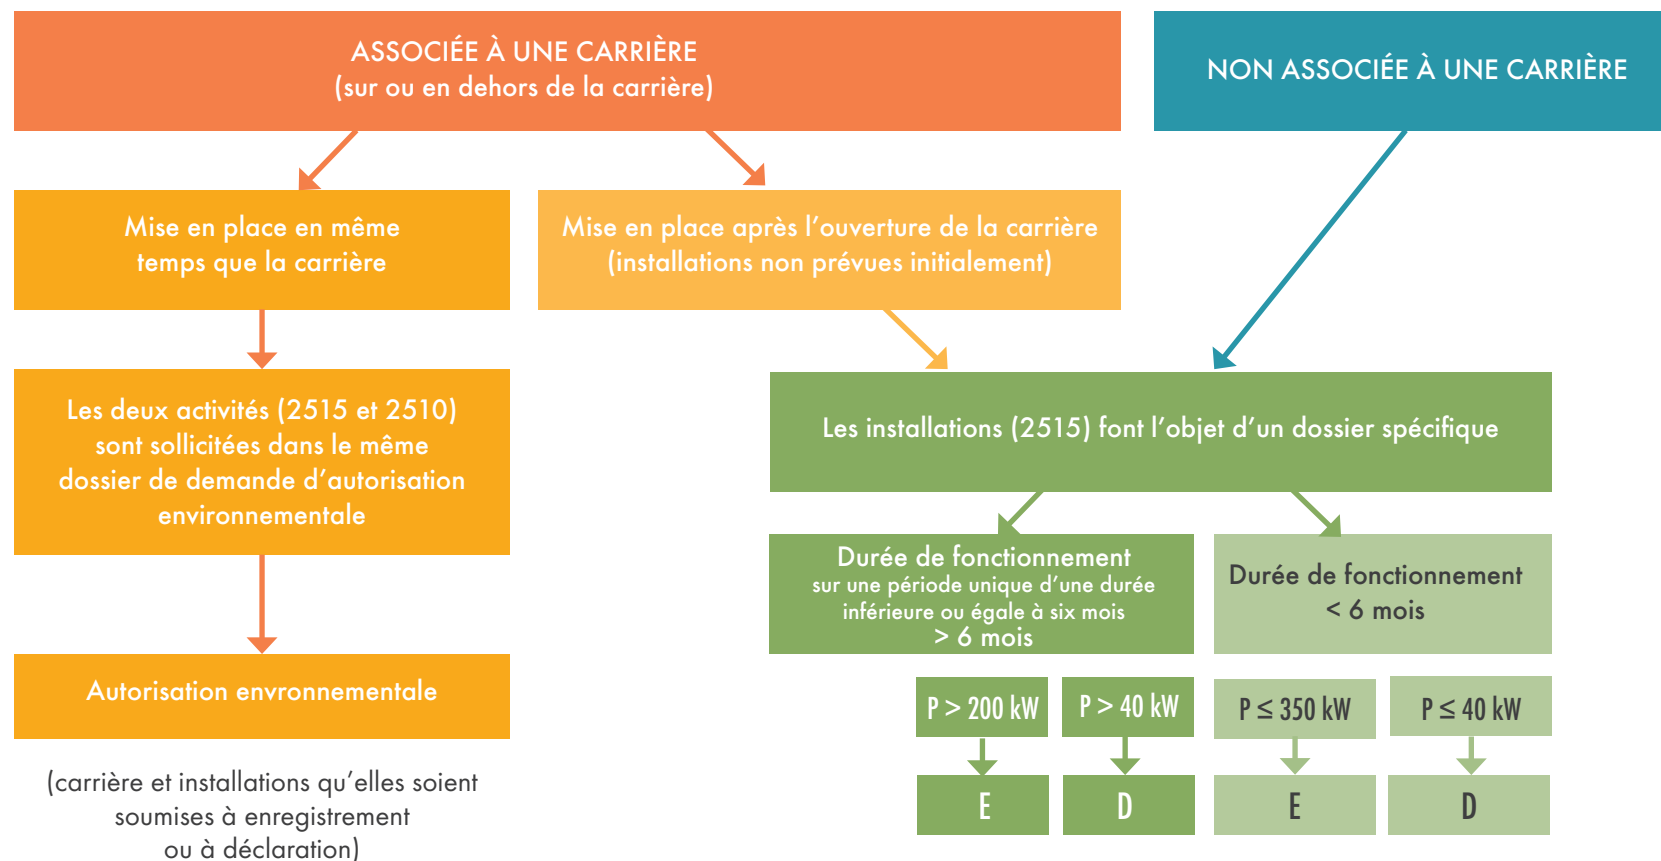 ASSOCIÉE À UNE CARRIÈRE
(sur ou en dehors de la carrière)
NON ASSOCIÉE À UNE CARRIÈRE
Mise en place en même
temps que la carrière
Mise en place après l’ouverture de la carrière
(installations non prévues initialement)
Les deux activités (2515 et 2510)
sont sollicitées dans le même
dossier de demande d’autorisation
environnementale
Les installations (2515) font l’objet d’un dossier spécifique
Durée de fonctionnement
sur une période unique d’une durée
inférieure ou égale à six mois
> 6 mois
Durée de fonctionnement
< 6 mois
Autorisation envronnementale
(carrière et installations qu’elles soient
soumises à enregistrement
ou à déclaration)
P > 200 kW
P > 40 kW
P ≤ 350 kW
P ≤ 40 kW
E
D
E
D